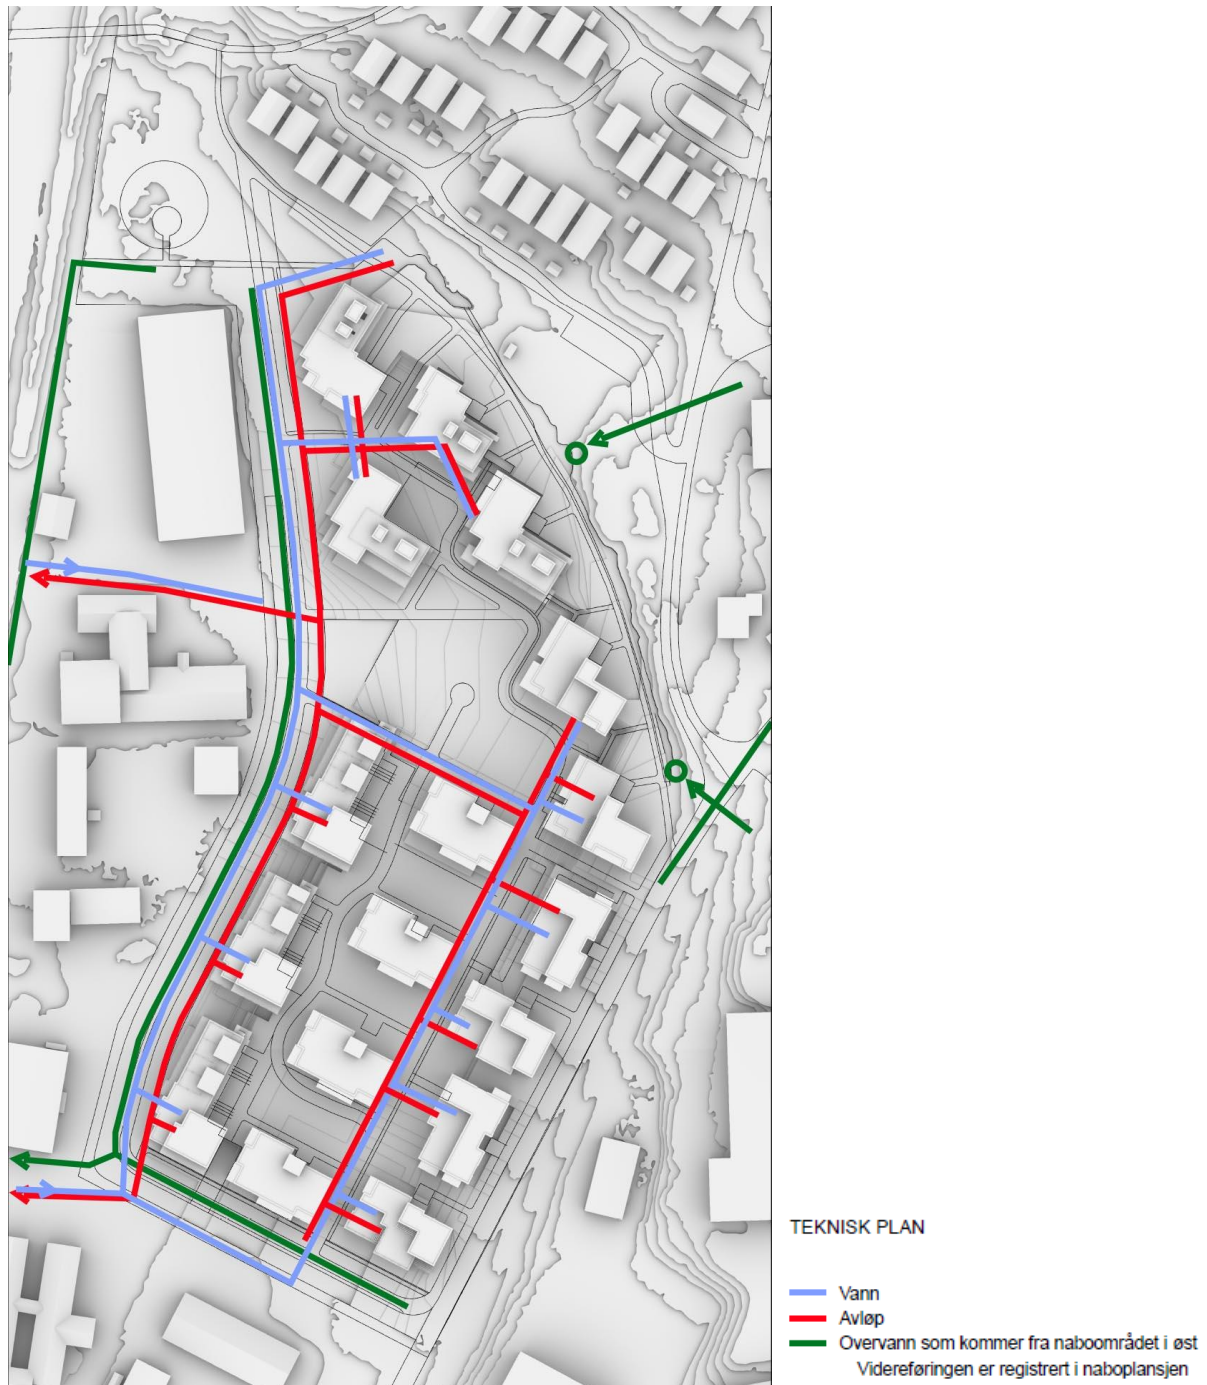 TEKNISK PLAN
Vann
Avløp
Overvann som kommer fra naboområdet i øst
Videreføringen er registrert i naboplansjen